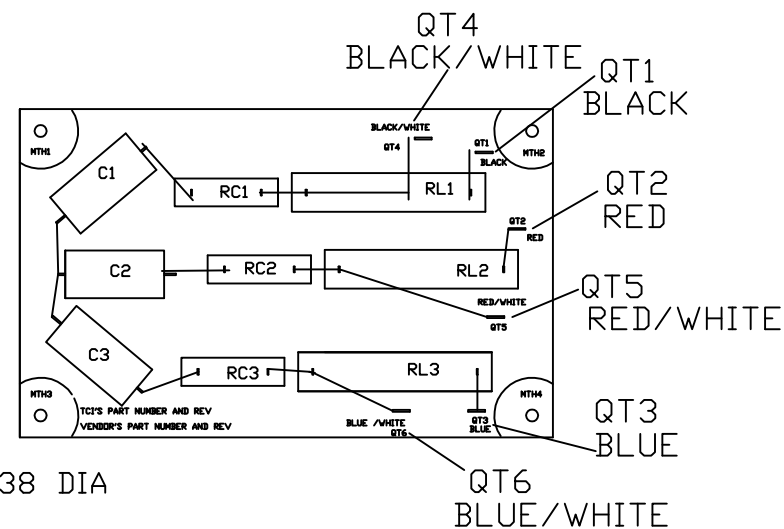 QT4
BLACK/WHITE
QT1
BLACK
BLACK/WHITE
QT4
QT1
BLACK
MTH1
MTH2
C1
RC1
RL1
QT2
RED
QT2
RED
C2
RC2
RL2
QT5
RED/WHITE
RED/WHITE
QT5
C3
RC3
RL3
MTH3
MTH4
TCI'S PART NUMBER AND REV
VENDOR'S PART NUMBER AND REV
BLUE /WHITE
QT6
QT3
BLUE
QT3
BLUE
38 DIA
QT6
BLUE/WHITE